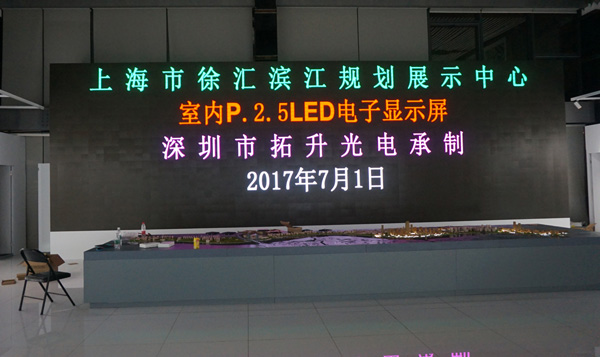 上海市徐汇滨江规划展示中心
室内P.2.5LED电子显示屏
深圳市拓升光电承制
2017年7月1日